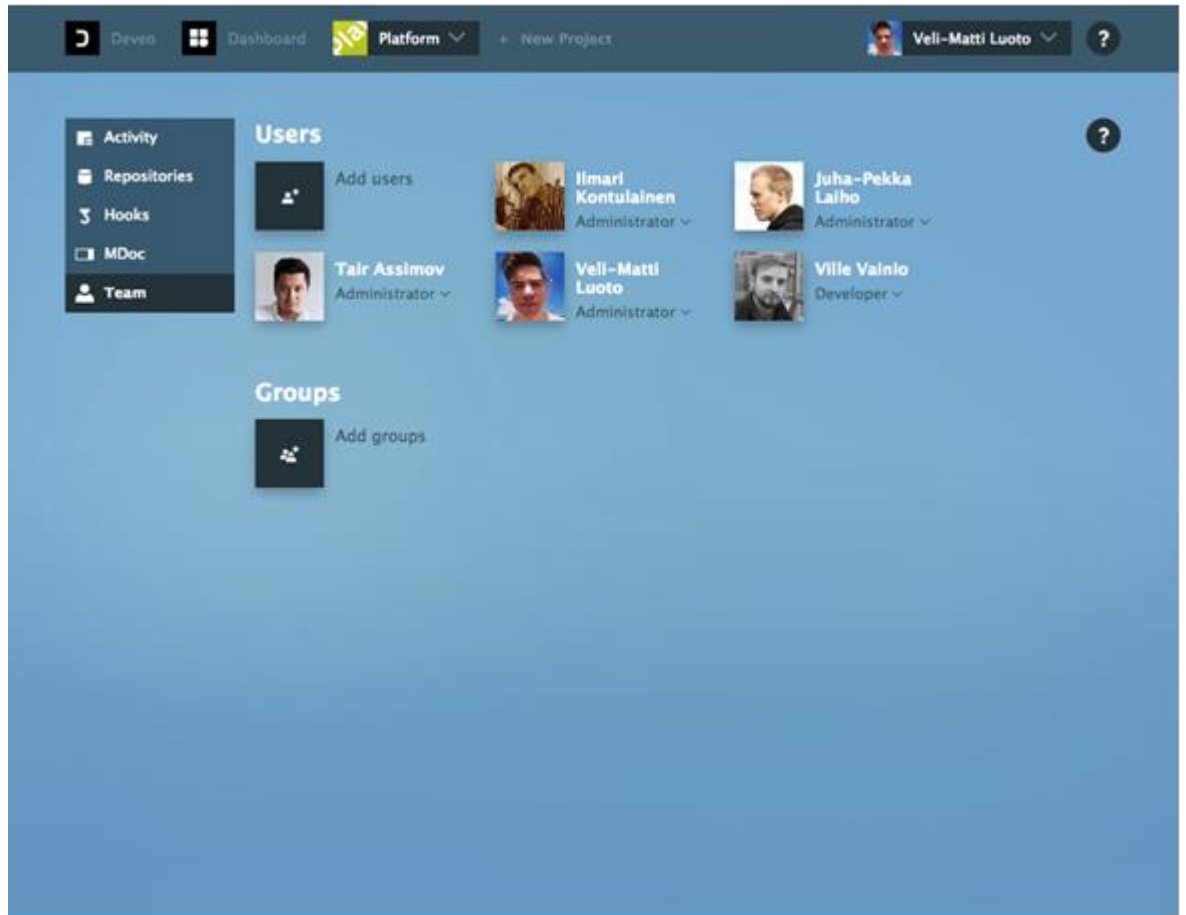 Deveo Dashboard Platform + New Project Veli-Matti Luoto ?
Activity
Repositories
Hooks
MDoc
Team
Users ?
Add users
Ilmari
Kontulainen
Administrator
Juha-Pekka
Laiho
Administrator
Tair Assimov
Administrator
Veli-Matti
Luoto
Administrator
Ville Vainio
Developer
Groups
Add groups